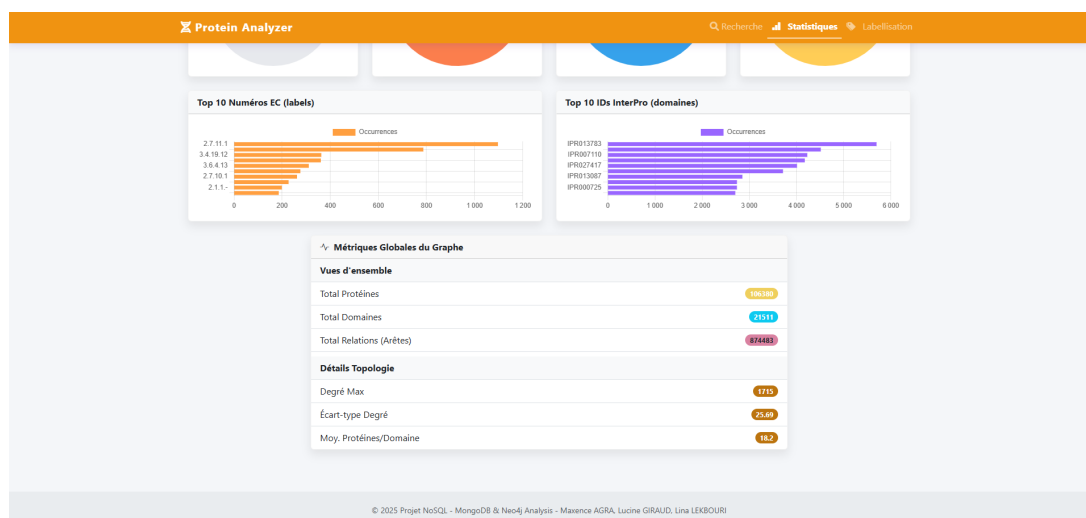 Protein Analyzer
Recherche Statistiques Labellisation
Top 10 Numéros EC (labels)
Occurrences
2.7.11.1
3.4.19.12
3.6.4.13
2.7.10.1
2.1.1.-
0 200 400 600 800 1 000 1 200
Top 10 IDs InterPro (domaines)
Occurrences
IPR013783
IPR007110
IPR027417
IPR013087
IPR000725
0 1 000 2 000 3 000 4 000 5 000 6 000
Métriques Globales du Graphe
Vues d'ensemble
Total Protéines 106380
Total Domaines 21511
Total Relations (Arêtes) 874483
Détails Topologie
Degré Max 1715
Écart-type Degré 25.69
Moy. Protéines/Domaine 18.2
© 2025 Projet NoSQL - MongoDB & Neo4j Analysis - Maxence AGRA, Lucine GIRAUD, Lina LEKBOURI